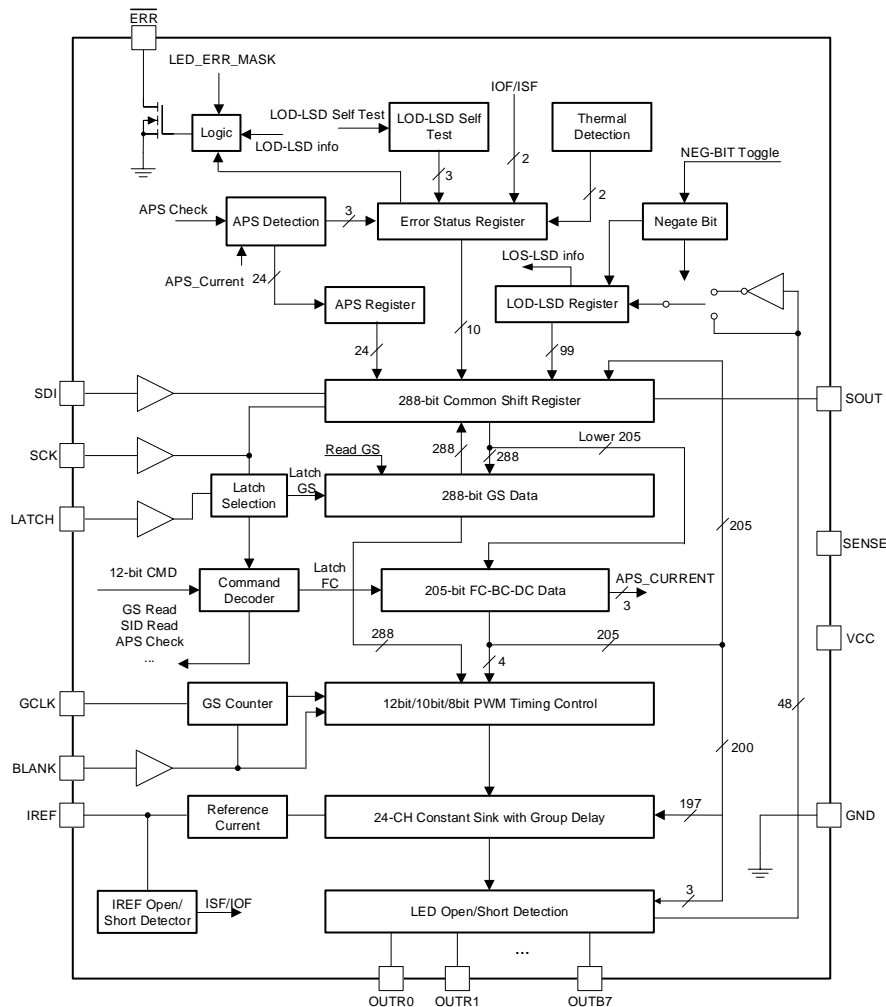 ERR
LED_ERR_MASK
Logic
LOD-LSD Self Test
LOD-LSD info
LOD-LSD Self
Test
3
IOF/ISF
2
Thermal
Detection
2
NEG-BIT Toggle
APS Check
APS Detection
3
Error Status Register
Negate Bit
APS_Current
24
LOS-LSD info
APS Register
LOD-LSD Register
10
24
99
SDI
288-bit Common Shift Register
SOUT
SCK
Read GS
288
288
Lower 205
LATCH
Latch
Selection
Latch
GS
288-bit GS Data
205
SENSE
12-bit CMD
Command
Decoder
Latch
FC
205-bit FC-BC-DC Data
APS_CURRENT
3
GS Read
SID Read
APS Check
...
288
4
205
VCC
GCLK
GS Counter
12bit/10bit/8bit PWM Timing Control
48
BLANK
200
IREF
Reference
Current
24-CH Constant Sink with Group Delay
197
GND
IREF Open/
Short Detector
ISF/IOF
LED Open/Short Detection
3
...
OUTR0
OUTR1
OUTB7